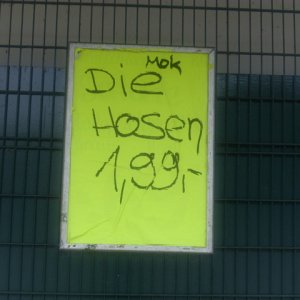 Mok
Die
Hosen
1,99,-